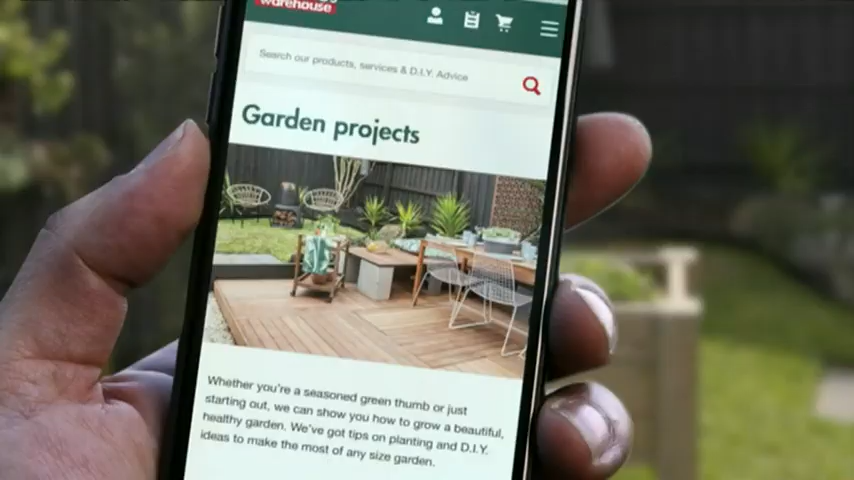 warehouse
Search our products, services & D.I.Y. Advice
Garden projects
Whether you're a seasoned green thumb or just
starting out, we can show you how to grow a beautiful,
healthy garden. We've got tips on planting and D.I.Y.
ideas to make the most of any size garden.